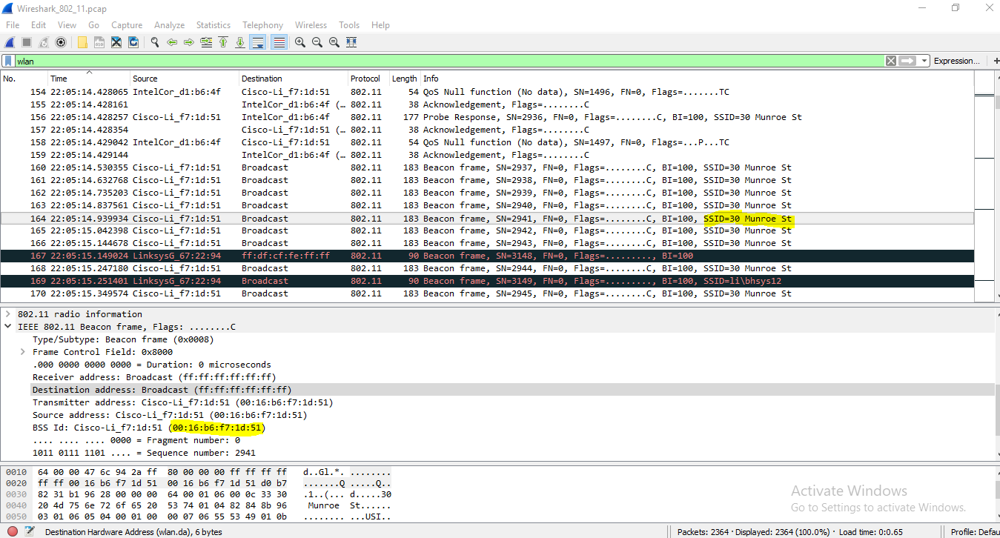 Wireshark_802_11.pcap
File Edit View Go Capture Analyze Statistics Telephony Wireless Tools Help
wlan Expression... +
No. Time Source Destination Protocol Length Info
154 22:05:14.428065 IntelCor_d1:b6:4f Cisco-Li_f7:1d:51 802.11 54 QoS Null function (No data), SN=1496, FN=0, Flags=.......TC
155 22:05:14.428161 IntelCor_d1:b6:4f (… 802.11 38 Acknowledgement, Flags=........C
156 22:05:14.428257 Cisco-Li_f7:1d:51 IntelCor_d1:b6:4f 802.11 177 Probe Response, SN=2936, FN=0, Flags=........C, BI=100, SSID=30 Munroe St
157 22:05:14.428354 Cisco-Li_f7:1d:51 (… 802.11 38 Acknowledgement, Flags=........C
158 22:05:14.429042 IntelCor_d1:b6:4f Cisco-Li_f7:1d:51 802.11 54 QoS Null function (No data), SN=1497, FN=0, Flags=...P...TC
159 22:05:14.429144 IntelCor_d1:b6:4f (… 802.11 38 Acknowledgement, Flags=........C
160 22:05:14.530355 Cisco-Li_f7:1d:51 Broadcast 802.11 183 Beacon frame, SN=2937, FN=0, Flags=........C, BI=100, SSID=30 Munroe St
161 22:05:14.632768 Cisco-Li_f7:1d:51 Broadcast 802.11 183 Beacon frame, SN=2938, FN=0, Flags=........C, BI=100, SSID=30 Munroe St
162 22:05:14.735203 Cisco-Li_f7:1d:51 Broadcast 802.11 183 Beacon frame, SN=2939, FN=0, Flags=........C, BI=100, SSID=30 Munroe St
163 22:05:14.837561 Cisco-Li_f7:1d:51 Broadcast 802.11 183 Beacon frame, SN=2940, FN=0, Flags=........C, BI=100, SSID=30 Munroe St
164 22:05:14.939934 Cisco-Li_f7:1d:51 Broadcast 802.11 183 Beacon frame, SN=2941, FN=0, Flags=........C, BI=100, SSID=30 Munroe St
165 22:05:15.042398 Cisco-Li_f7:1d:51 Broadcast 802.11 183 Beacon frame, SN=2942, FN=0, Flags=........C, BI=100, SSID=30 Munroe St
166 22:05:15.144678 Cisco-Li_f7:1d:51 Broadcast 802.11 183 Beacon frame, SN=2943, FN=0, Flags=........C, BI=100, SSID=30 Munroe St
167 22:05:15.149024 LinksysG_67:22:94 ff:df:cf:fe:ff:ff 802.11 90 Beacon frame, SN=3148, FN=0, Flags=........., BI=100
168 22:05:15.247180 Cisco-Li_f7:1d:51 Broadcast 802.11 183 Beacon frame, SN=2944, FN=0, Flags=........C, BI=100, SSID=30 Munroe St
169 22:05:15.251401 LinksysG_67:22:94 Broadcast 802.11 90 Beacon frame, SN=3149, FN=0, Flags=........., BI=100, SSID=li\bhsys12
170 22:05:15.349574 Cisco-Li_f7:1d:51 Broadcast 802.11 183 Beacon frame, SN=2945, FN=0, Flags=........C, BI=100, SSID=30 Munroe St
802.11 radio information
IEEE 802.11 Beacon frame, Flags: ........C
Type/Subtype: Beacon frame (0x0008)
Frame Control Field: 0x8000
.000 0000 0000 0000 = Duration: 0 microseconds
Receiver address: Broadcast (ff:ff:ff:ff:ff:ff)
Destination address: Broadcast (ff:ff:ff:ff:ff:ff)
Transmitter address: Cisco-Li_f7:1d:51 (00:16:b6:f7:1d:51)
Source address: Cisco-Li_f7:1d:51 (00:16:b6:f7:1d:51)
BSS Id: Cisco-Li_f7:1d:51 (00:16:b6:f7:1d:51)
.... .... .... 0000 = Fragment number: 0
1011 0111 1101 .... = Sequence number: 2941
0010 64 00 00 47 6c 94 2a ff 80 00 00 00 ff ff ff ff d..Gl.*. ........
0020 ff ff 00 16 b6 f7 1d 51 00 16 b6 f7 1d 51 d0 b7 .......Q .....Q..
0030 82 31 b1 96 28 00 00 00 64 00 01 06 00 0c 33 30 .1..(... d.....30
0040 20 4d 75 6e 72 6f 65 20 53 74 01 04 82 84 8b 96 Munroe St......
0050 03 01 06 05 04 00 01 00 00 07 06 55 53 49 01 0b ........ ...USI..
Activate Windows
Go to Settings to activate Windows.
Destination Hardware Address (wlan.da), 6 bytes Packets: 2364 · Displayed: 2364 (100.0%) · Load time: 0:0.65 Profile: Defau